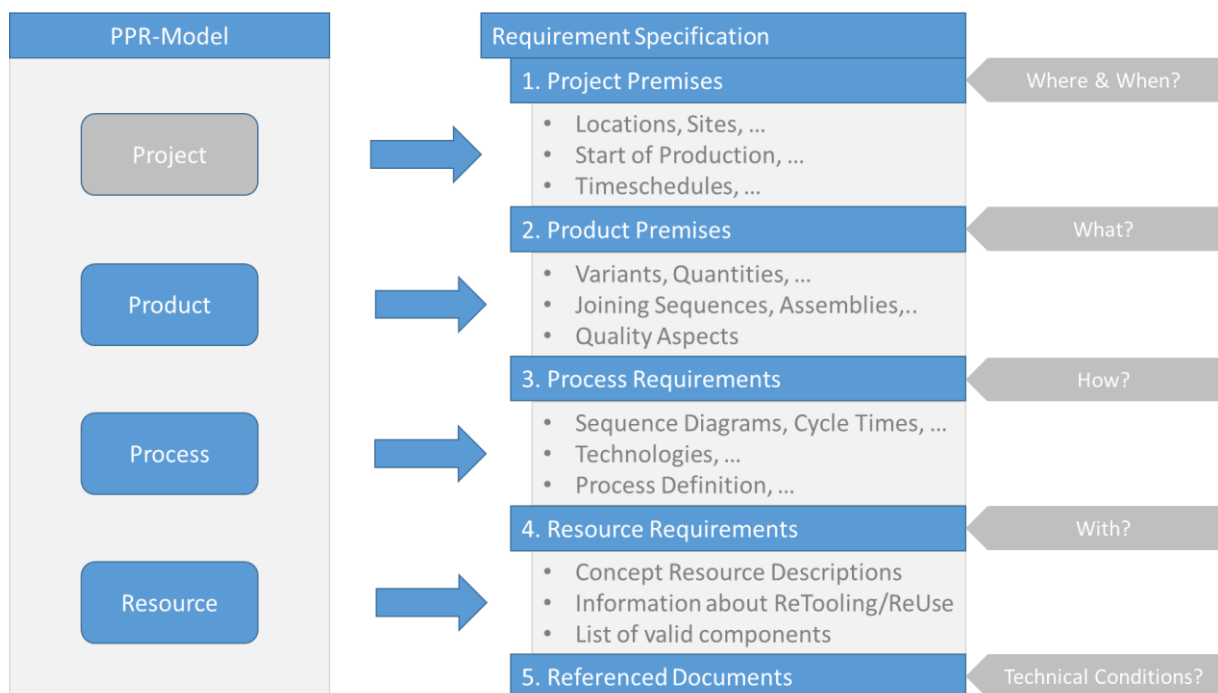 PPR-Model
Project
Product
Process
Resource
Requirement Specification
1. Project Premises
Where & When?
• Locations, Sites, ...
• Start of Production, ...
• Timeschedules, ...
2. Product Premises
What?
• Variants, Quantities, ...
• Joining Sequences, Assemblies,..
• Quality Aspects
3. Process Requirements
How?
• Sequence Diagrams, Cycle Times, ...
• Technologies, ...
• Process Definition, ...
4. Resource Requirements
With?
• Concept Resource Descriptions
• Information about ReTooling/ReUse
• List of valid components
5. Referenced Documents
Technical Conditions?